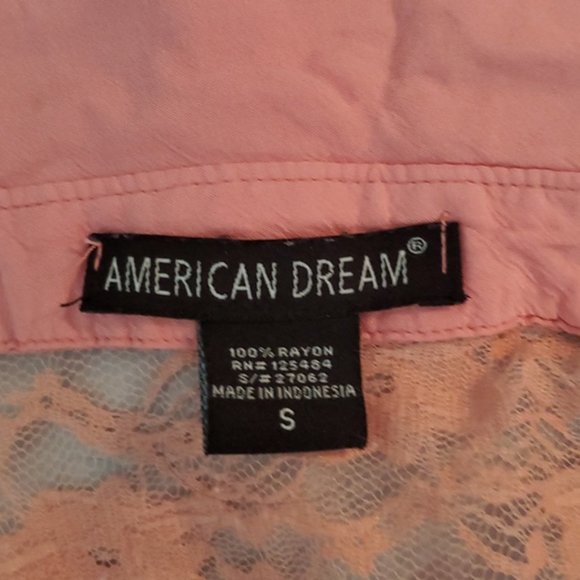 AMERICAN DREAM®
100% RAYON
RN# 125484
S/# 27062
MADE IN INDONESIA
S